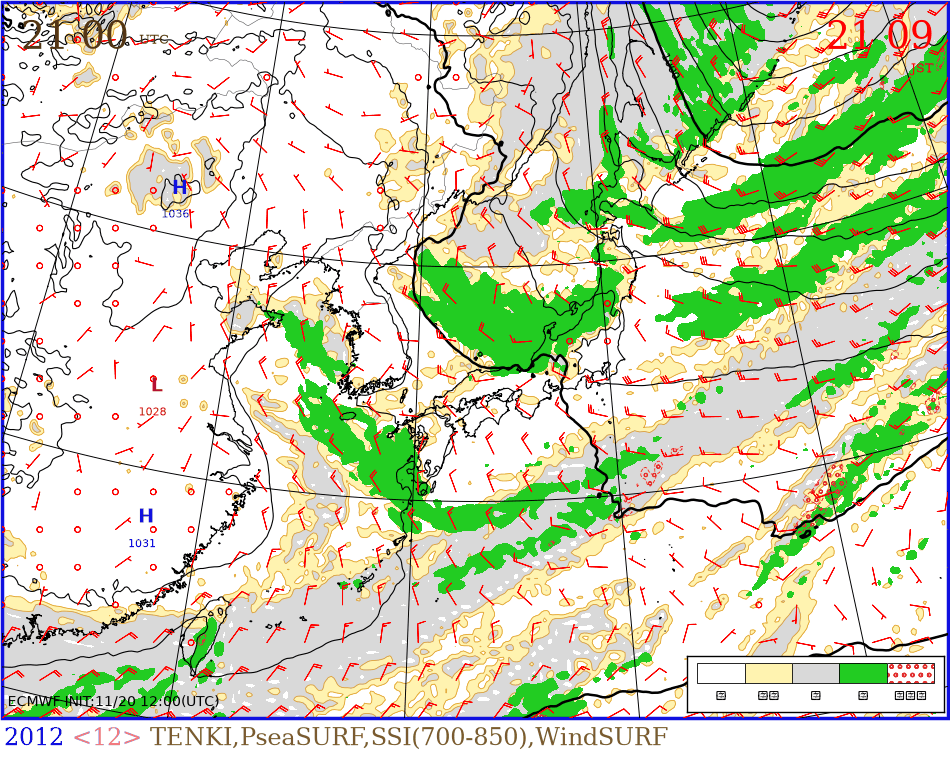 21 00 UTC
21 09
JST
H
1036
L
1028
H
1031
ECMWF INIT:11/20 12:00(UTC)
2012 <12> TENKI,PseaSURF,SSI(700-850),WindSURF